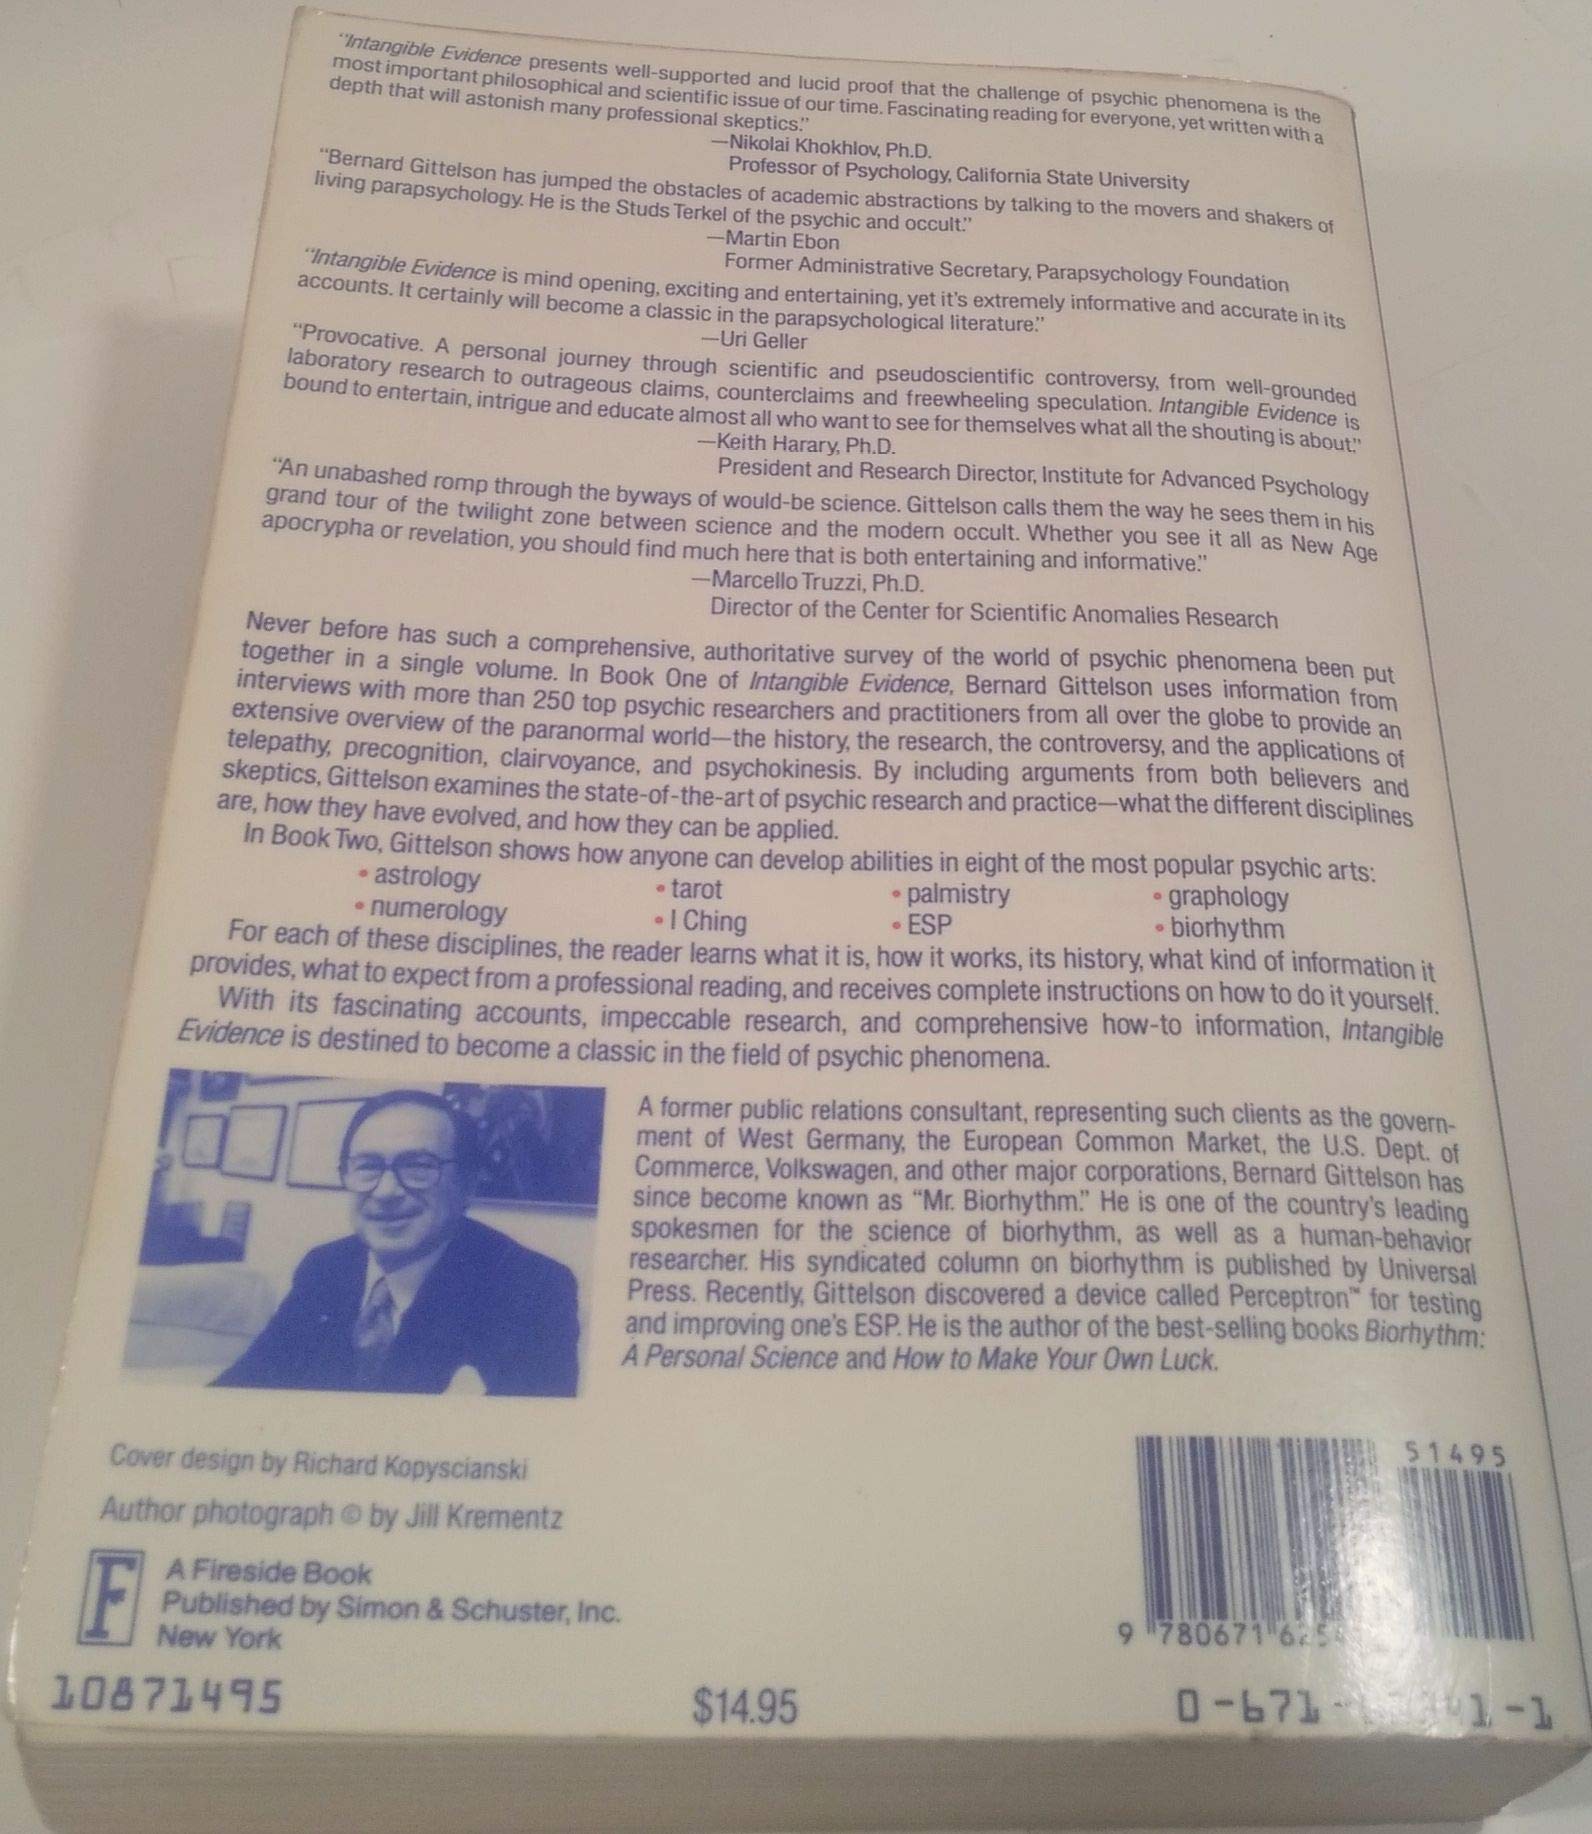 "Intangible Evidence presents well-supported and lucid proof that the challenge of psychic phenomena is the
most important philosophical and scientific issue of our time. Fascinating reading for everyone, yet written with a
depth that will astonish many professional skeptics."
—Nikolai Khokhlov, Ph.D.
Professor of Psychology, California State University
"Bernard Gittelson has jumped the obstacles of academic abstractions by talking to the movers and shakers of
living parapsychology. He is the Studs Terkel of the psychic and occult."
—Martin Ebon
Former Administrative Secretary, Parapsychology Foundation
"Intangible Evidence is mind opening, exciting and entertaining, yet it's extremely informative and accurate in its
accounts. It certainly will become a classic in the parapsychological literature."
—Uri Geller
"Provocative. A personal journey through scientific and pseudoscientific controversy, from well-grounded
laboratory research to outrageous claims, counterclaims and freewheeling speculation. Intangible Evidence is
bound to entertain, intrigue and educate almost all who want to see for themselves what all the shouting is about."
—Keith Harary, Ph.D.
President and Research Director, Institute for Advanced Psychology
"An unabashed romp through the byways of would-be science. Gittelson calls them the way he sees them in his
grand tour of the twilight zone between science and the modern occult. Whether you see it all as New Age
apocrypha or revelation, you should find much here that is both entertaining and informative."
—Marcello Truzzi, Ph.D.
Director of the Center for Scientific Anomalies Research
Never before has such a comprehensive, authoritative survey of the world of psychic phenomena been put
together in a single volume. In Book One of Intangible Evidence, Bernard Gittelson uses information from
interviews with more than 250 top psychic researchers and practitioners from all over the globe to provide an
extensive overview of the paranormal world—the history, the research, the controversy, and the applications of
telepathy, precognition, clairvoyance, and psychokinesis. By including arguments from both believers and
skeptics, Gittelson examines the state-of-the-art of psychic research and practice—what the different disciplines
are, how they have evolved, and how they can be applied.
In Book Two, Gittelson shows how anyone can develop abilities in eight of the most popular psychic arts:
• astrology • tarot • palmistry • graphology
• numerology • I Ching • ESP • biorhythm
For each of these disciplines, the reader learns what it is, how it works, its history, what kind of information it
provides, what to expect from a professional reading, and receives complete instructions on how to do it yourself.
With its fascinating accounts, impeccable research, and comprehensive how-to information, Intangible
Evidence is destined to become a classic in the field of psychic phenomena.
A former public relations consultant, representing such clients as the govern-
ment of West Germany, the European Common Market, the U.S. Dept. of
Commerce, Volkswagen, and other major corporations, Bernard Gittelson has
since become known as "Mr. Biorhythm." He is one of the country's leading
spokesmen for the science of biorhythm, as well as a human-behavior
researcher. His syndicated column on biorhythm is published by Universal
Press. Recently, Gittelson discovered a device called Perceptron™ for testing
and improving one's ESP. He is the author of the best-selling books Biorhythm:
A Personal Science and How to Make Your Own Luck.
Cover design by Richard Kopyscianski
Author photograph © by Jill Krementz
F
A Fireside Book
Published by Simon & Schuster, Inc.
New York
51495
9 780671
10871495
$14.95
0-671- 1-1